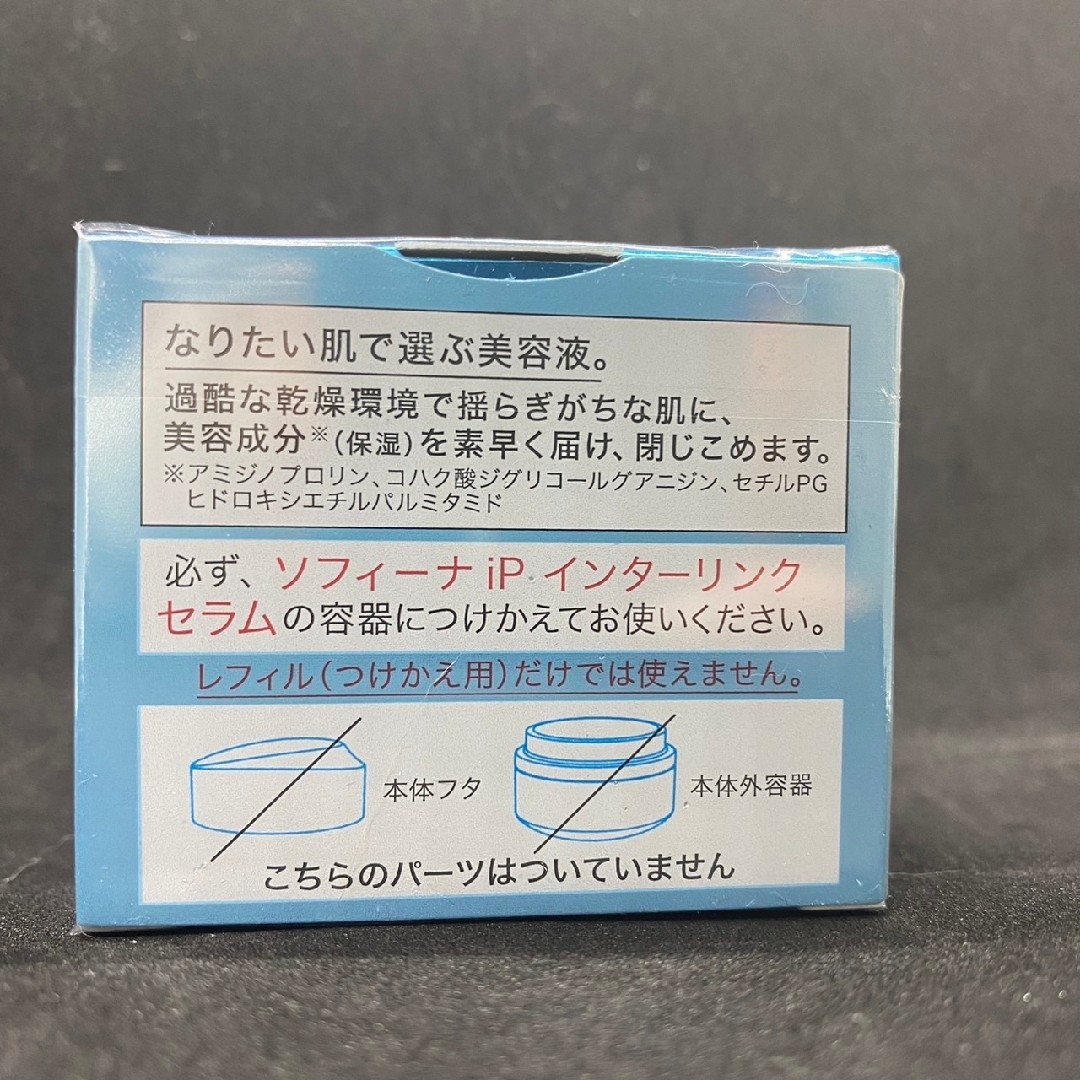 なりたい肌で選ぶ美容液。
過酷な乾燥環境で揺らぎがちな肌に、
美容成分※(保湿)を素早く届け、閉じこめます。
※アミジノプロリン、コハク酸ジグリコールグアニジン、セチルPG
ヒドロキシエチルパルミタミド
必ず、ソフィーナ iP インターリンク
セラムの容器につけかえてお使いください。
レフィル(つけかえ用)だけでは使えません。
本体フタ
本体外容器
こちらのパーツはついていません